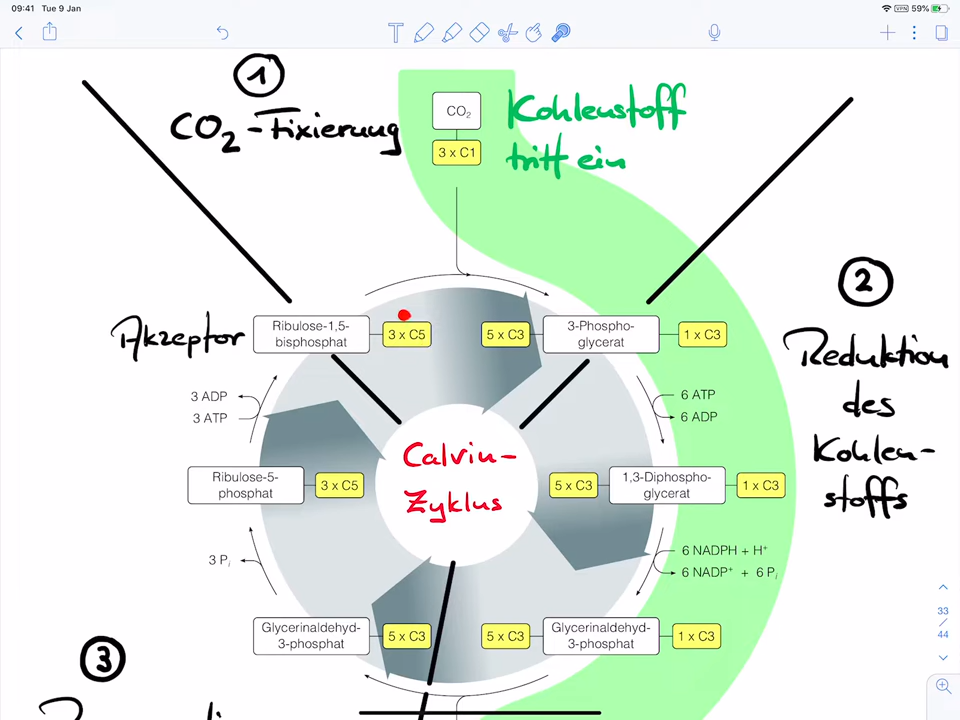 09:41 Tue 9 Jan
VPN 59%
T
1
CO₂-Fixierung
CO₂
3 x C1
Kohlenstoff
tritt ein
2
Reduktion
des
Kohlen-
stoffs
Akzeptor
Ribulose-1,5-
bisphosphat
3 x C5
5 x C3
3-Phospho-
glycerat
1 x C3
3 ADP
3 ATP
6 ATP
6 ADP
Calvin-
Zyklus
Ribulose-5-
phosphat
3 x C5
5 x C3
1,3-Diphospho-
glycerat
1 x C3
3 Pi
6 NADPH + H⁺
6 NADP⁺ + 6 Pi
Glycerinaldehyd-
3-phosphat
5 x C3
5 x C3
Glycerinaldehyd-
3-phosphat
1 x C3
3
33
/
44